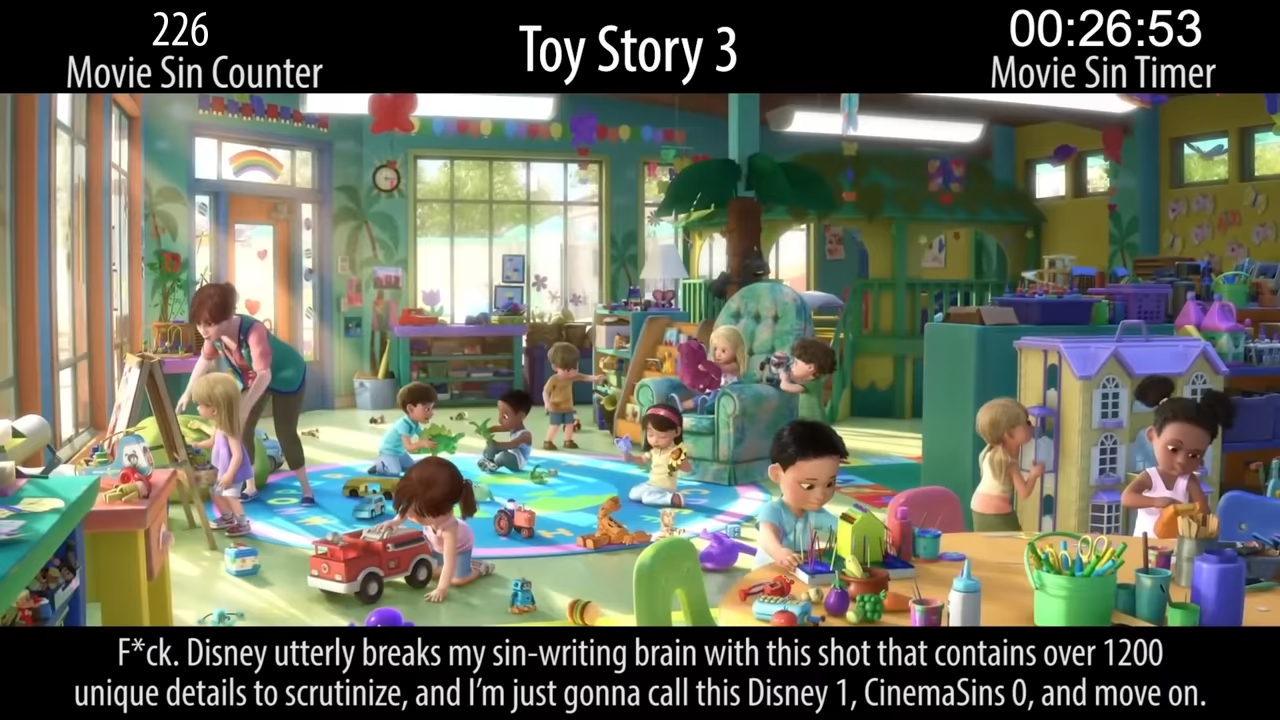 226
Movie Sin Counter
Toy Story 3
00:26:53
Movie Sin Timer
F*ck. Disney utterly breaks my sin-writing brain with this shot that contains over 1200
unique details to scrutinize, and I'm just gonna call this Disney 1, CinemaSins 0, and move on.